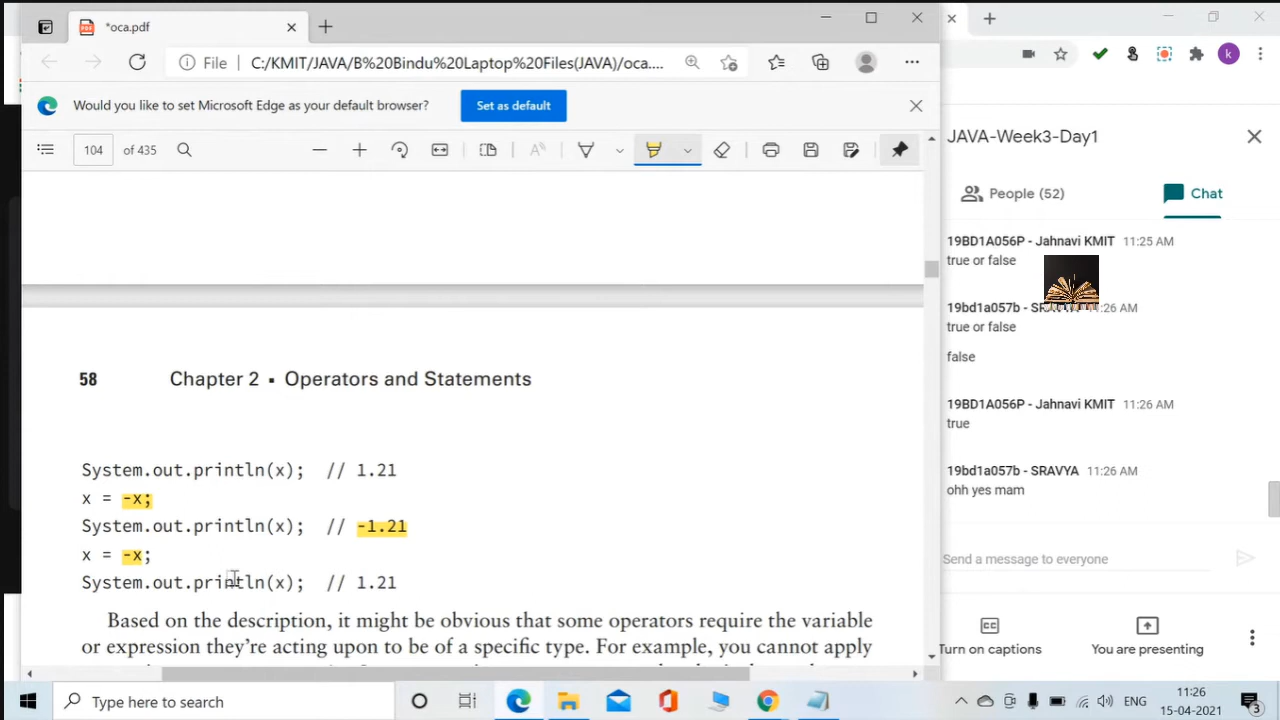 *oca.pdf
File C:/KMIT/JAVA/B%20Bindu%20Laptop%20Files(JAVA)/oca....
Would you like to set Microsoft Edge as your default browser? Set as default
104 of 435
58 Chapter 2 ▪ Operators and Statements
System.out.println(x); // 1.21
x = -x;
System.out.println(x); // -1.21
x = -x;
System.out.println(x); // 1.21
Based on the description, it might be obvious that some operators require the variable
or expression they're acting upon to be of a specific type. For example, you cannot apply
k
JAVA-Week3-Day1
People (52) Chat
19BD1A056P - Jahnavi KMIT 11:25 AM
true or false
19bd1a057b - 11:26 AM
true or false
false
19BD1A056P - Jahnavi KMIT 11:26 AM
true
19bd1a057b - SRAVYA 11:26 AM
ohh yes mam
Send a message to everyone
Turn on captions You are presenting
Type here to search
ENG
11:26
15-04-2021
3